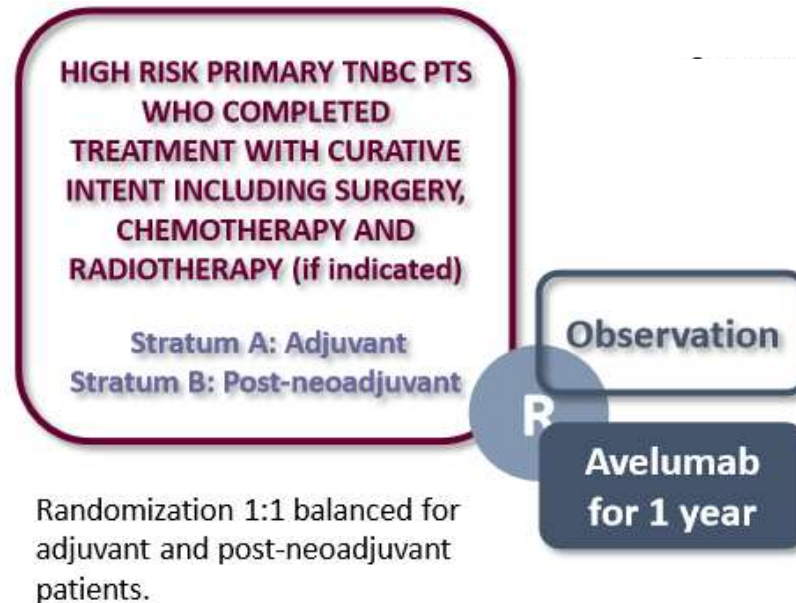 HIGH RISK PRIMARY TNBC PTS
WHO COMPLETED
TREATMENT WITH CURATIVE
INTENT INCLUDING SURGERY,
CHEMOTHERAPY AND
RADIOTHERAPY (if indicated)
Stratum A: Adjuvant
Stratum B: Post-neoadjuvant
R
Observation
Avelumab
for 1 year
Randomization 1:1 balanced for
adjuvant and post-neoadjuvant
patients.